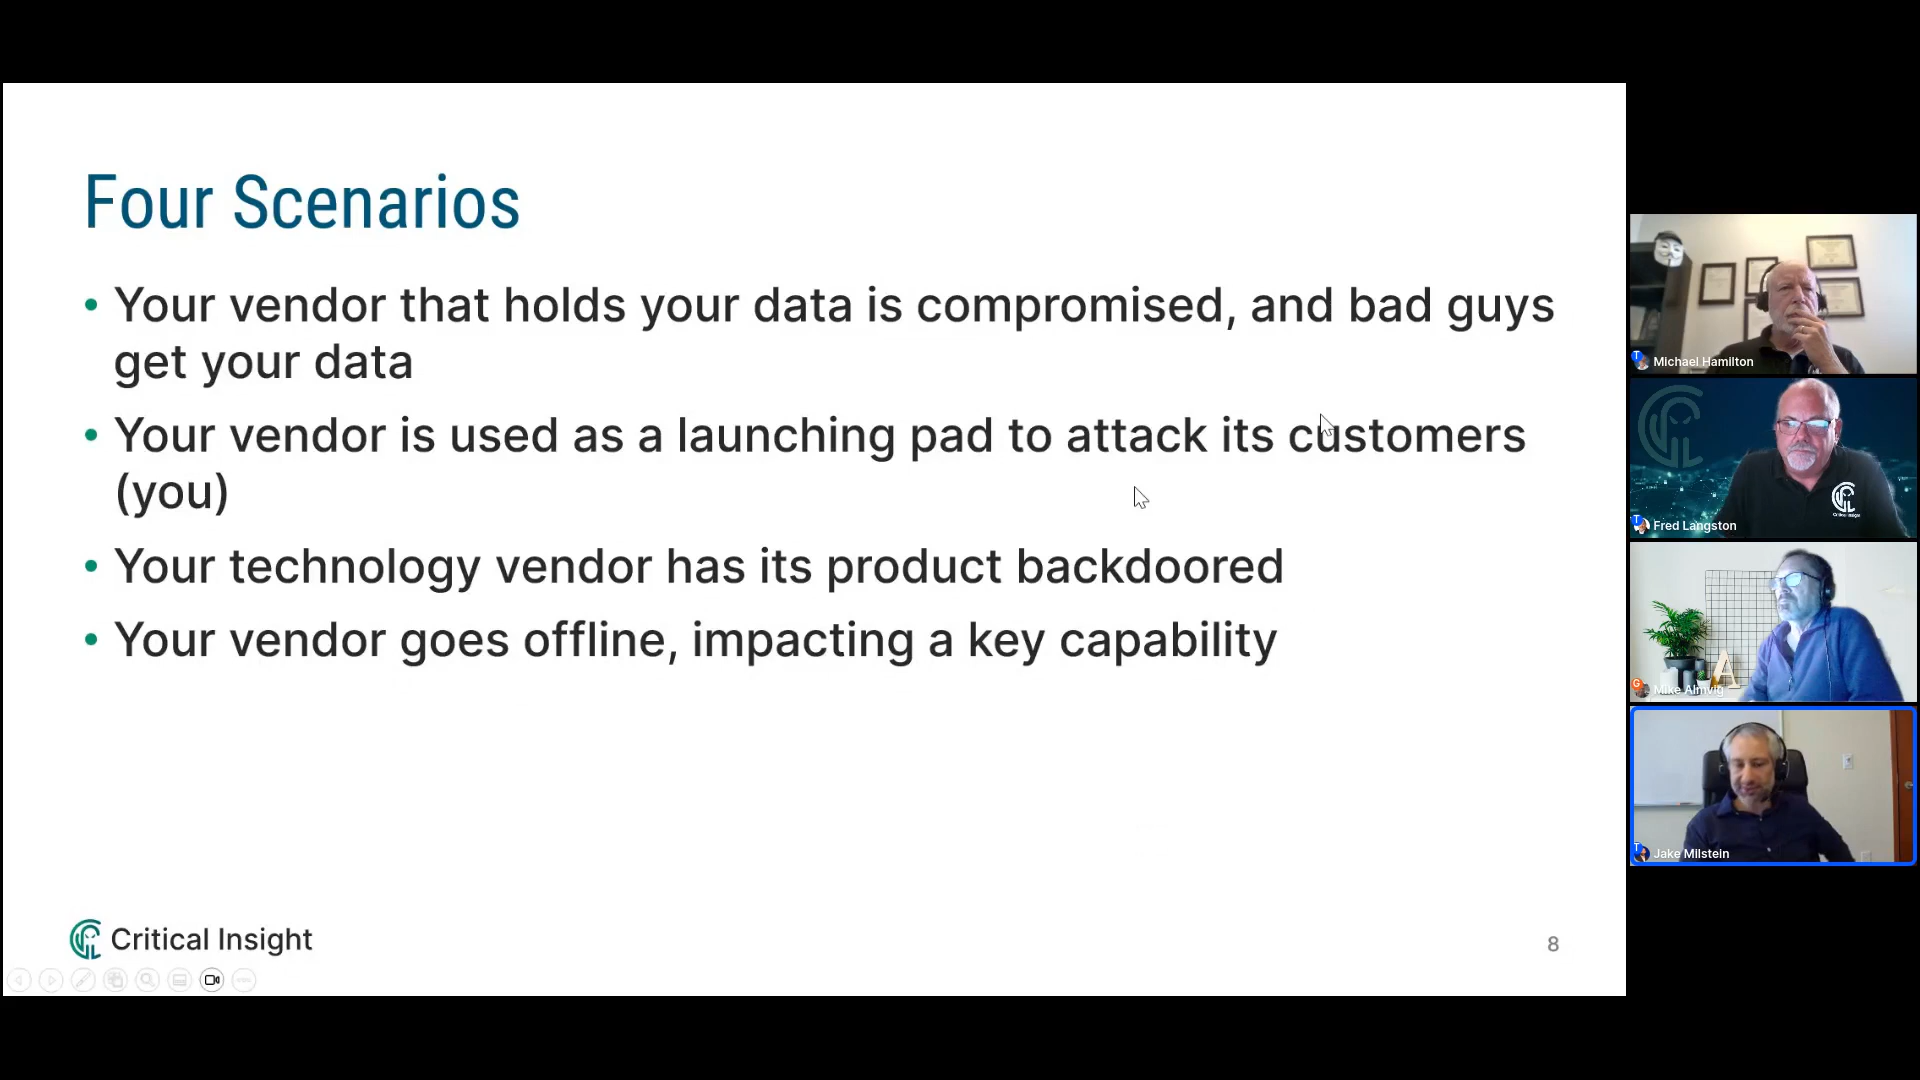 Four Scenarios
• Your vendor that holds your data is compromised, and bad guys
get your data
• Your vendor is used as a launching pad to attack its customers
(you)
• Your technology vendor has its product backdoored
• Your vendor goes offline, impacting a key capability
Critical Insight
8
Michael Hamilton
Fred Langston
Critical Insight
Mike Almvig
Jake Milstein